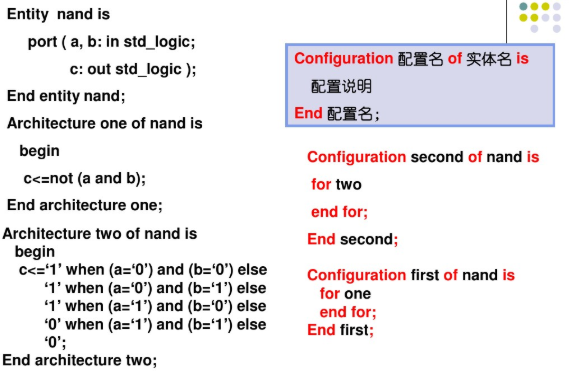 Entity nand is
port ( a, b: in std_logic;
c: out std_logic );
End entity nand;
Architecture one of nand is
begin
c<=not (a and b);
End architecture one;
Architecture two of nand is
begin
c<=‘1’ when (a=‘0’) and (b=‘0’) else
‘1’ when (a=‘0’) and (b=‘1’) else
‘1’ when (a=‘1’) and (b=‘0’) else
‘0’ when (a=‘1’) and (b=‘1’) else
‘0’;
End architecture two;
Configuration 配置名 of 实体名 is
配置说明
End 配置名;
Configuration second of nand is
for two
end for;
End second;
Configuration first of nand is
for one
end for;
End first;